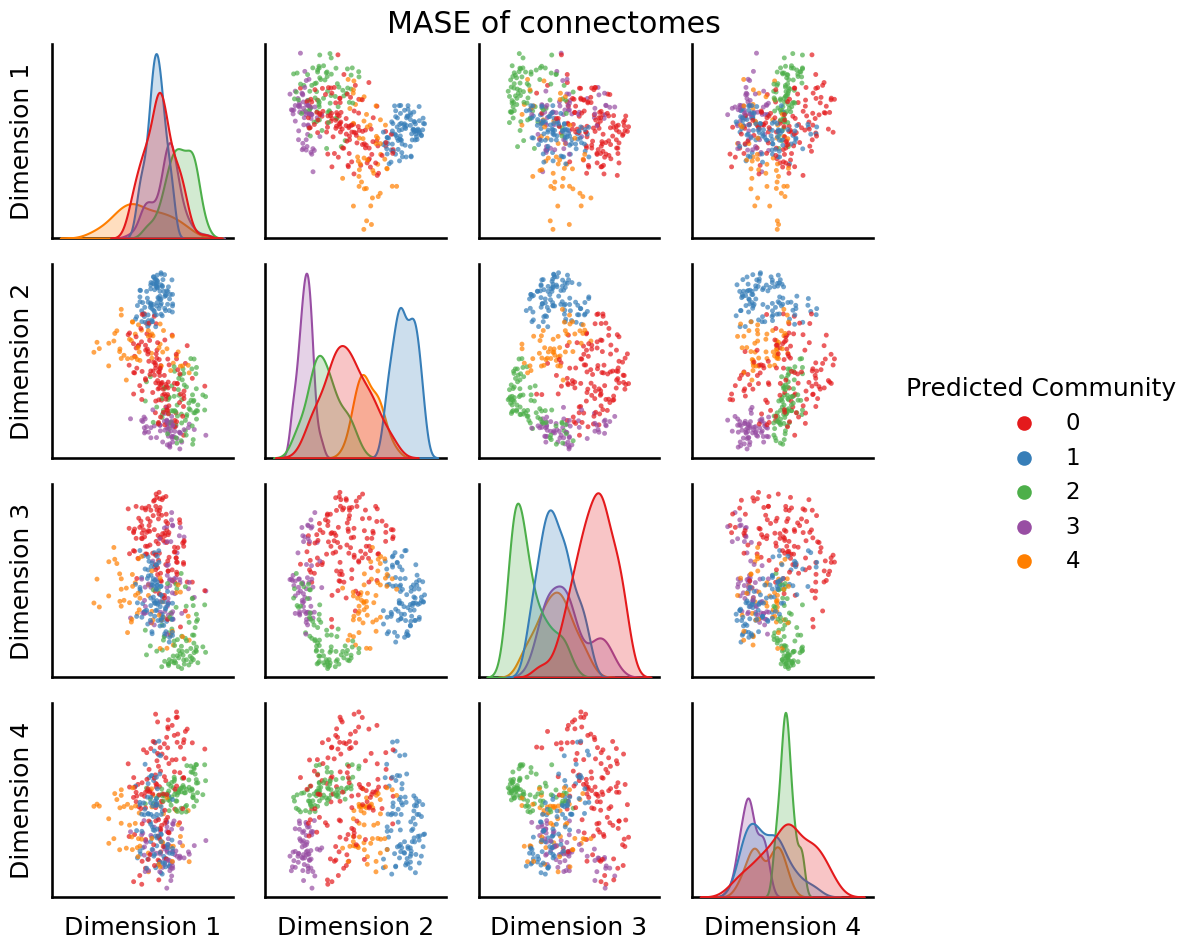 MASE of connectomes
Dimension 1
Dimension 2
Dimension 3
Dimension 4
Predicted Community
0
1
2
3
4
Dimension 1
Dimension 2
Dimension 3
Dimension 4